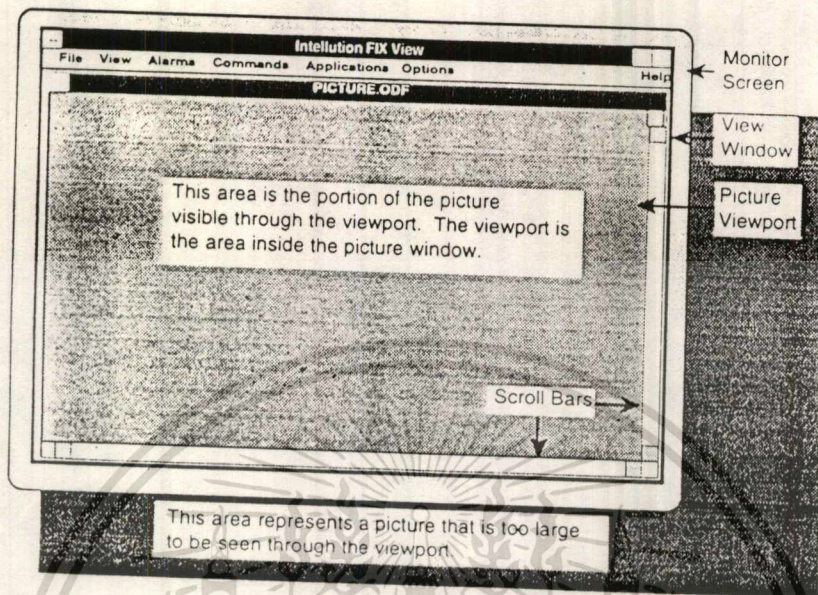 Intellution FIX View
File View Alarms Commands Applications Options
Help
PICTURE.ODF
Monitor
Screen
View
Window
Picture
Viewport
This area is the portion of the picture
visible through the viewport. The viewport is
the area inside the picture window.
Scroll Bars
This area represents a picture that is too large
to be seen through the viewport.